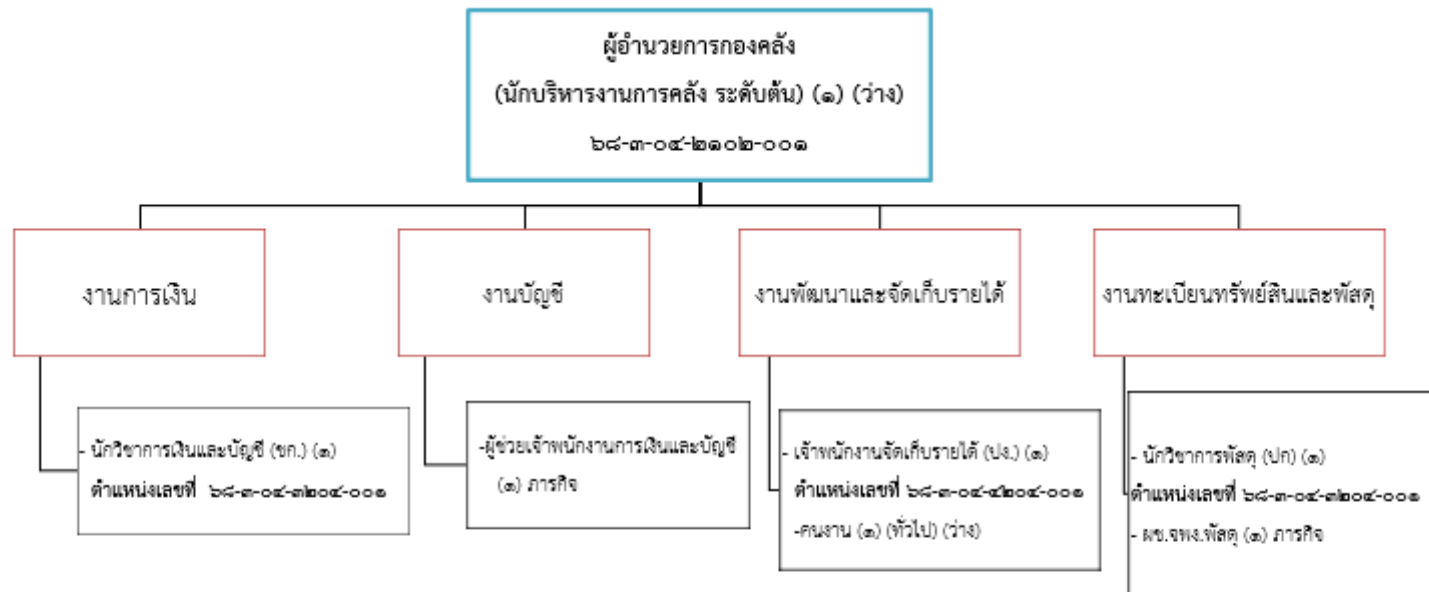 ผู้อำนวยการกองคลัง
(นักบริหารงานการคลัง ระดับต้น) (๑) (ว่าง)
๖๘-๓-๐๔-๒๑๐๒-๐๐๑
งานการเงิน
งานบัญชี
งานพัฒนาและจัดเก็บรายได้
งานทะเบียนทรัพย์สินและพัสดุ
- นักวิชาการเงินและบัญชี (ชก.) (๑)
ตำแหน่งเลขที่ ๖๘-๓-๐๔-๓๒๐๔-๐๐๑
-ผู้ช่วยเจ้าพนักงานการเงินและบัญชี
(๑) ภารกิจ
- เจ้าพนักงานจัดเก็บรายได้ (ปง.) (๑)
ตำแหน่งเลขที่ ๖๘-๓-๐๔-๔๒๐๔-๐๐๑
-คนงาน (๑) (ทั่วไป) (ว่าง)
- นักวิชาการพัสดุ (ปก) (๑)
ตำแหน่งเลขที่ ๖๘-๓-๐๔-๓๒๐๔-๐๐๑
- ผช.จพง.พัสดุ (๑) ภารกิจ